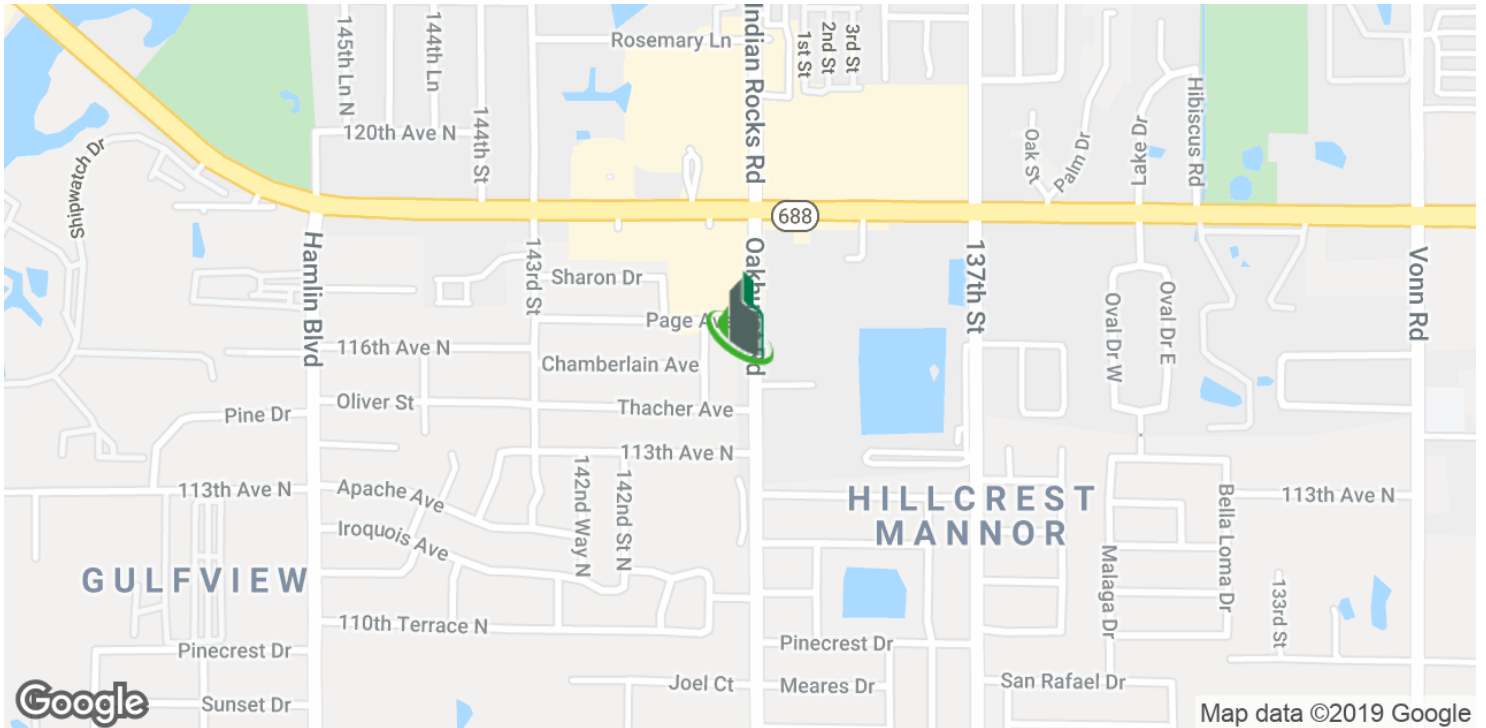 145th Ln N
144th Ln
Rosemary Ln
Indian Rocks Rd
1st St
2nd St
3rd St
Hibiscus Rd
120th Ave N
144th St
Oak St
Palm Dr
Lake Dr
Shipwatch Dr
688
Hamlin Blvd
143rd St
Sharon Dr
137th St
Vonn Rd
Oval Dr W
Oval Dr E
Page
116th Ave N
Chamberlain Ave
Pine Dr
Oliver St
Thacher Ave
113th Ave N
142nd Way N
142nd St N
113th Ave N
Apache Ave
Iroquois Ave
HILLCREST
MANNOR
113th Ave N
Bella Loma Dr
Malaga Dr
133rd St
GULFVIEW
110th Terrace N
Pinecrest Dr
Pinecrest Dr
Joel Ct
Meares Dr
San Rafael Dr
Sunset Dr
Google
Map data ©2019 Google